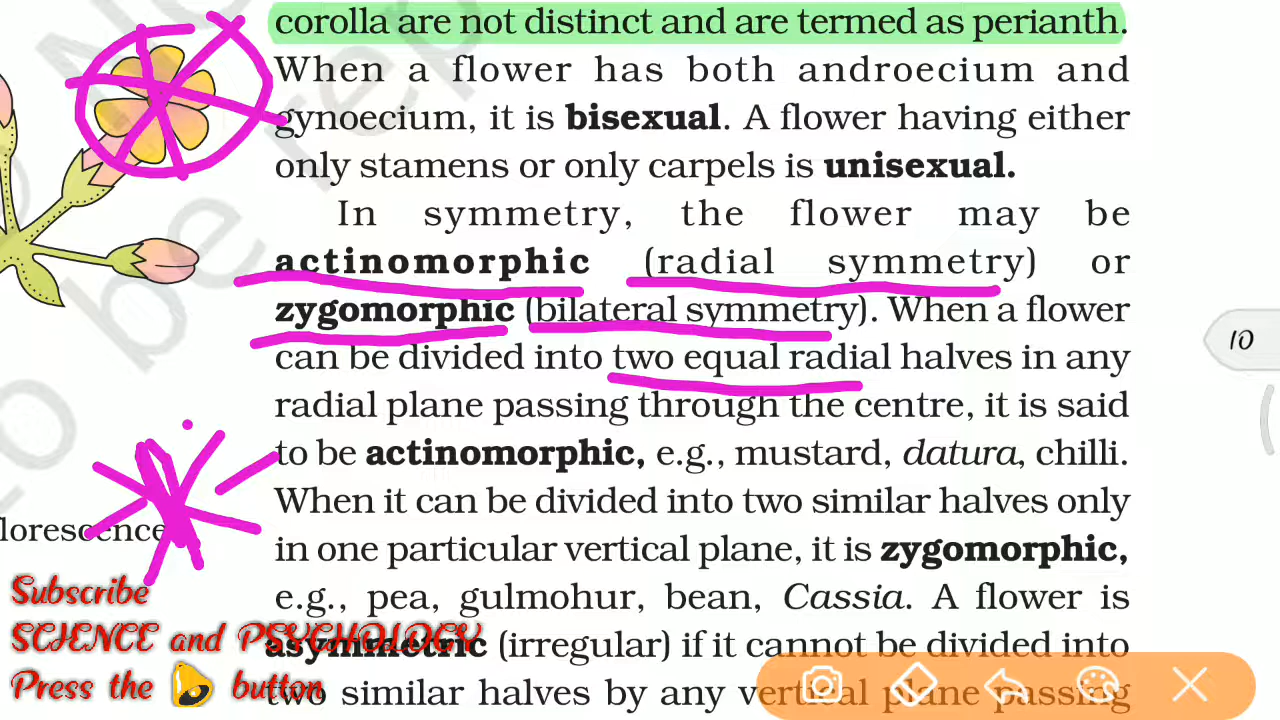 corolla are not distinct and are termed as perianth.
When a flower has both androecium and
gynoecium, it is bisexual. A flower having either
only stamens or only carpels is unisexual.
In symmetry, the flower may be
actinomorphic (radial symmetry) or
zygomorphic (bilateral symmetry). When a flower
can be divided into two equal radial halves in any
radial plane passing through the centre, it is said
to be actinomorphic, e.g., mustard, datura, chilli.
When it can be divided into two similar halves only
in one particular vertical plane, it is zygomorphic,
e.g., pea, gulmohur, bean, Cassia. A flower is
asymmetric (irregular) if it cannot be divided into
two similar halves by any vertical plane passing
10
lorescence
Subscribe
SCIENCE and PSYCHOLOGY
Press the button